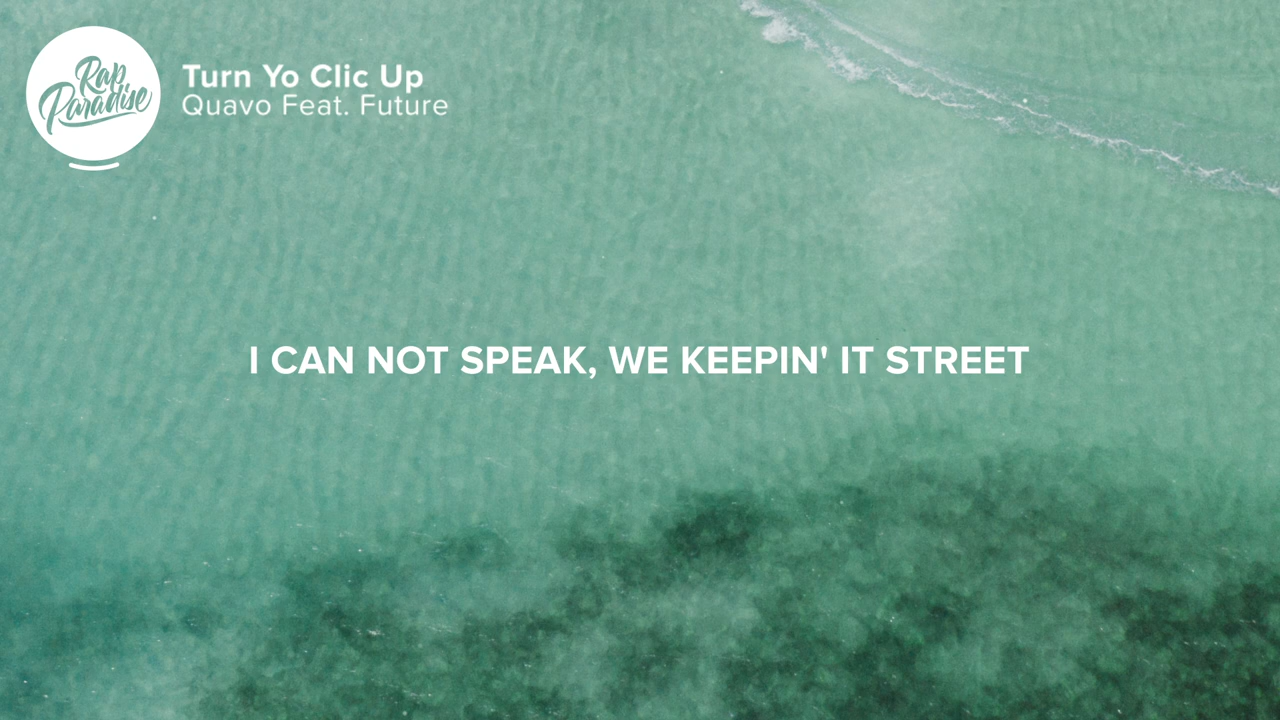 Rap
Paradise
Turn Yo Clic Up
Quavo Feat. Future
I CAN NOT SPEAK, WE KEEPIN' IT STREET